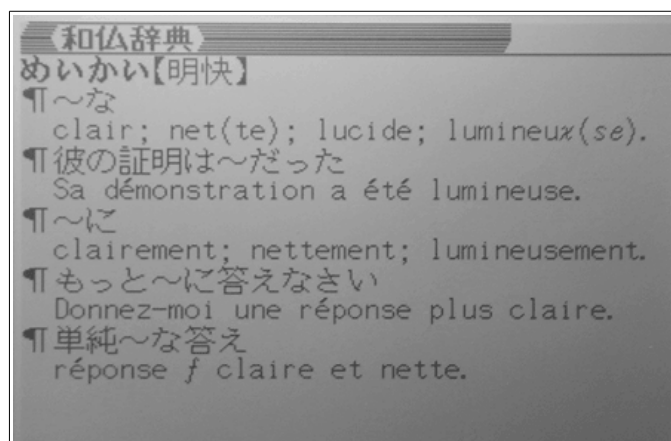 《和仏辞典》
めいかい【明快】
¶～な
clair; net(te); lucide; lumineux(se).
¶彼の証明は～だった
Sa démonstration a été lumineuse.
¶～に
clairement; nettement; lumineusement.
¶もっと～に答えなさい
Donnez-moi une réponse plus claire.
¶単純～な答え
réponse f claire et nette.